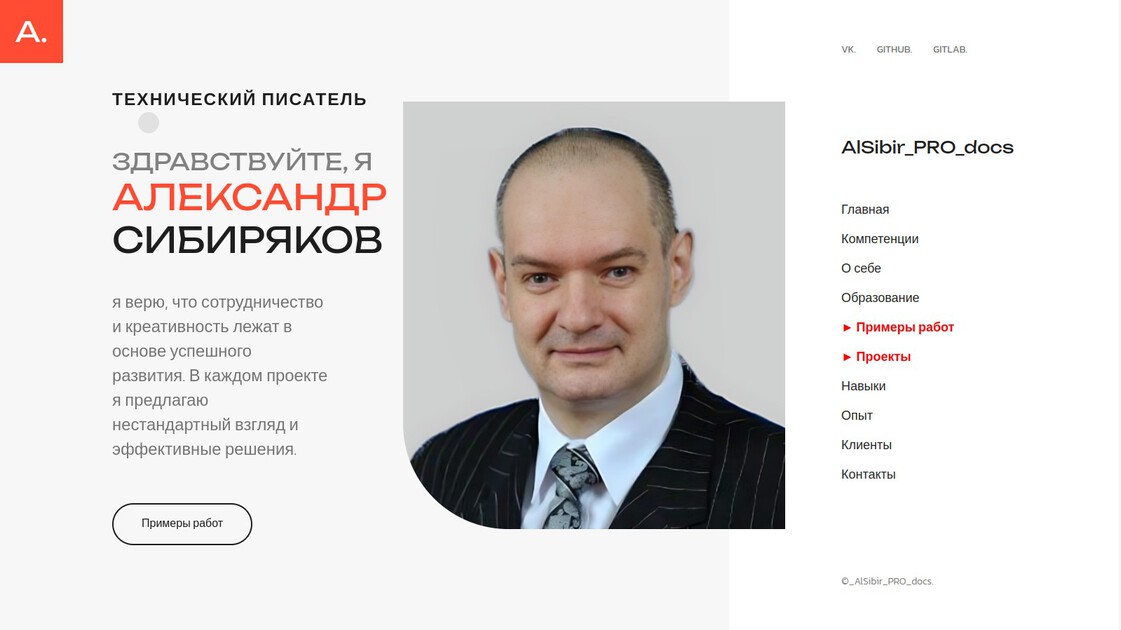 A.
ТЕХНИЧЕСКИЙ ПИСАТЕЛЬ
ЗДРАВСТВУЙТЕ, Я
АЛЕКСАНДР
СИБИРЯКОВ
я верю, что сотрудничество
и креативность лежат в
основе успешного
развития. В каждом проекте
я предлагаю
нестандартный взгляд и
эффективные решения.
Примеры работ
VK. GITHUB. GITLAB.
AlSibir_PRO_docs
Главная
Компетенции
О себе
Образование
► Примеры работ
► Проекты
Навыки
Опыт
Клиенты
Контакты
©_AlSibir_PRO_docs.